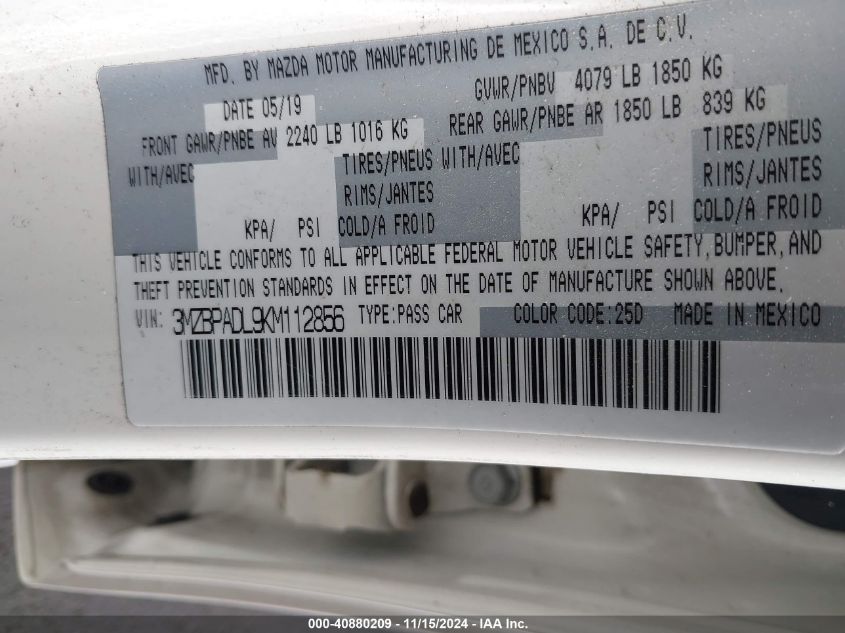 MFD. BY MAZDA MOTOR MANUFACTURING DE MEXICO S.A. DE C.V.
DATE 05/19 GVWR/PNBV 4079 LB 1850 KG
FRONT GAWR/PNBE AV 2240 LB 1016 KG REAR GAWR/PNBE AR 1850 LB 839 KG
WITH/AVEC TIRES/PNEUS WITH/AVEC TIRES/PNEUS
RIMS/JANTES RIMS/JANTES
KPA/ PSI COLD/A FROID KPA/ PSI COLD/A FROID
THIS VEHICLE CONFORMS TO ALL APPLICABLE FEDERAL MOTOR VEHICLE SAFETY, BUMPER, AND
THEFT PREVENTION STANDARDS IN EFFECT ON THE DATE OF MANUFACTURE SHOWN ABOVE.
VIN: 3MZBPADL9KM112856 TYPE:PASS CAR COLOR CODE:25D MADE IN MEXICO
000-40880209 - 11/15/2024 - IAA Inc.